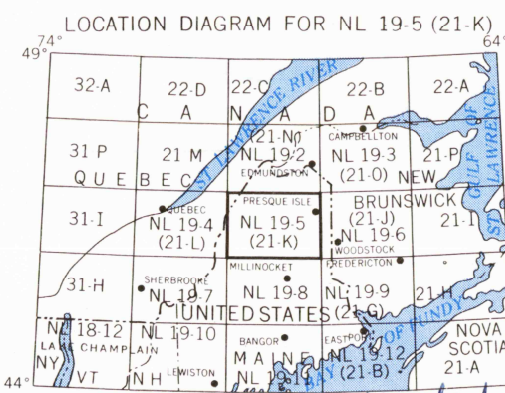 LOCATION DIAGRAM FOR NL 19-5 (21-K)
74° 64°
49°
32-A 22-D 22-C 22-B 22-A
C A N A D A
ST LAWRENCE RIVER
GULF OF ST LAWRENCE
(21-N) CAMPBELLTON
31 P 21 M NL 19-2 NL 19-3 21-P
EDMUNDSTON (21-O) NEW
QUEBEC
PRESQUE ISLE BRUNSWICK
QUEBEC (21-J)
31-I NL 19-4 NL 19-5 NL 19-6 21-I
(21-L) (21-K)
WOODSTOCK
MILLINOCKET FREDERICTON
31-H SHERBROOKE
NL 19-7 NL 19-8 NL 19-9 21-H
UNITED STATES (21-G)
BAY OF FUNDY
NL 18-12 NL 19-10 BANGOR EASTPORT NOVA
LAKE CHAMPLAIN MAINE NL 19-12 SCOTIA
NY (21-B) 21-A
44° VT NH LEWISTON NL 19-11